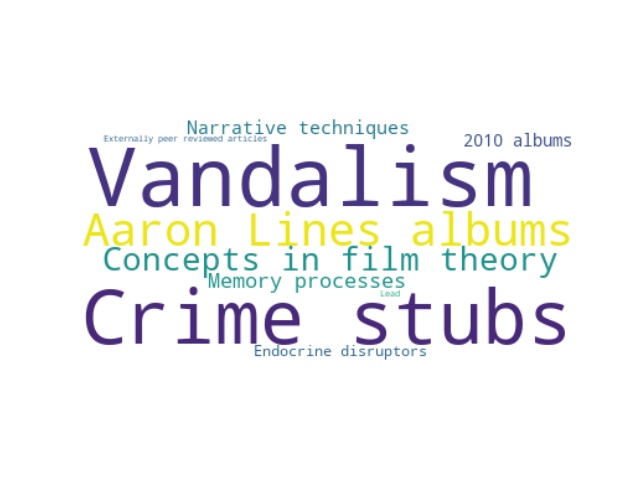 Narrative techniques
Externally peer reviewed articles
2010 albums
Vandalism
Aaron Lines albums
Concepts in film theory
Memory processes
Lead
Crime stubs
Endocrine disruptors